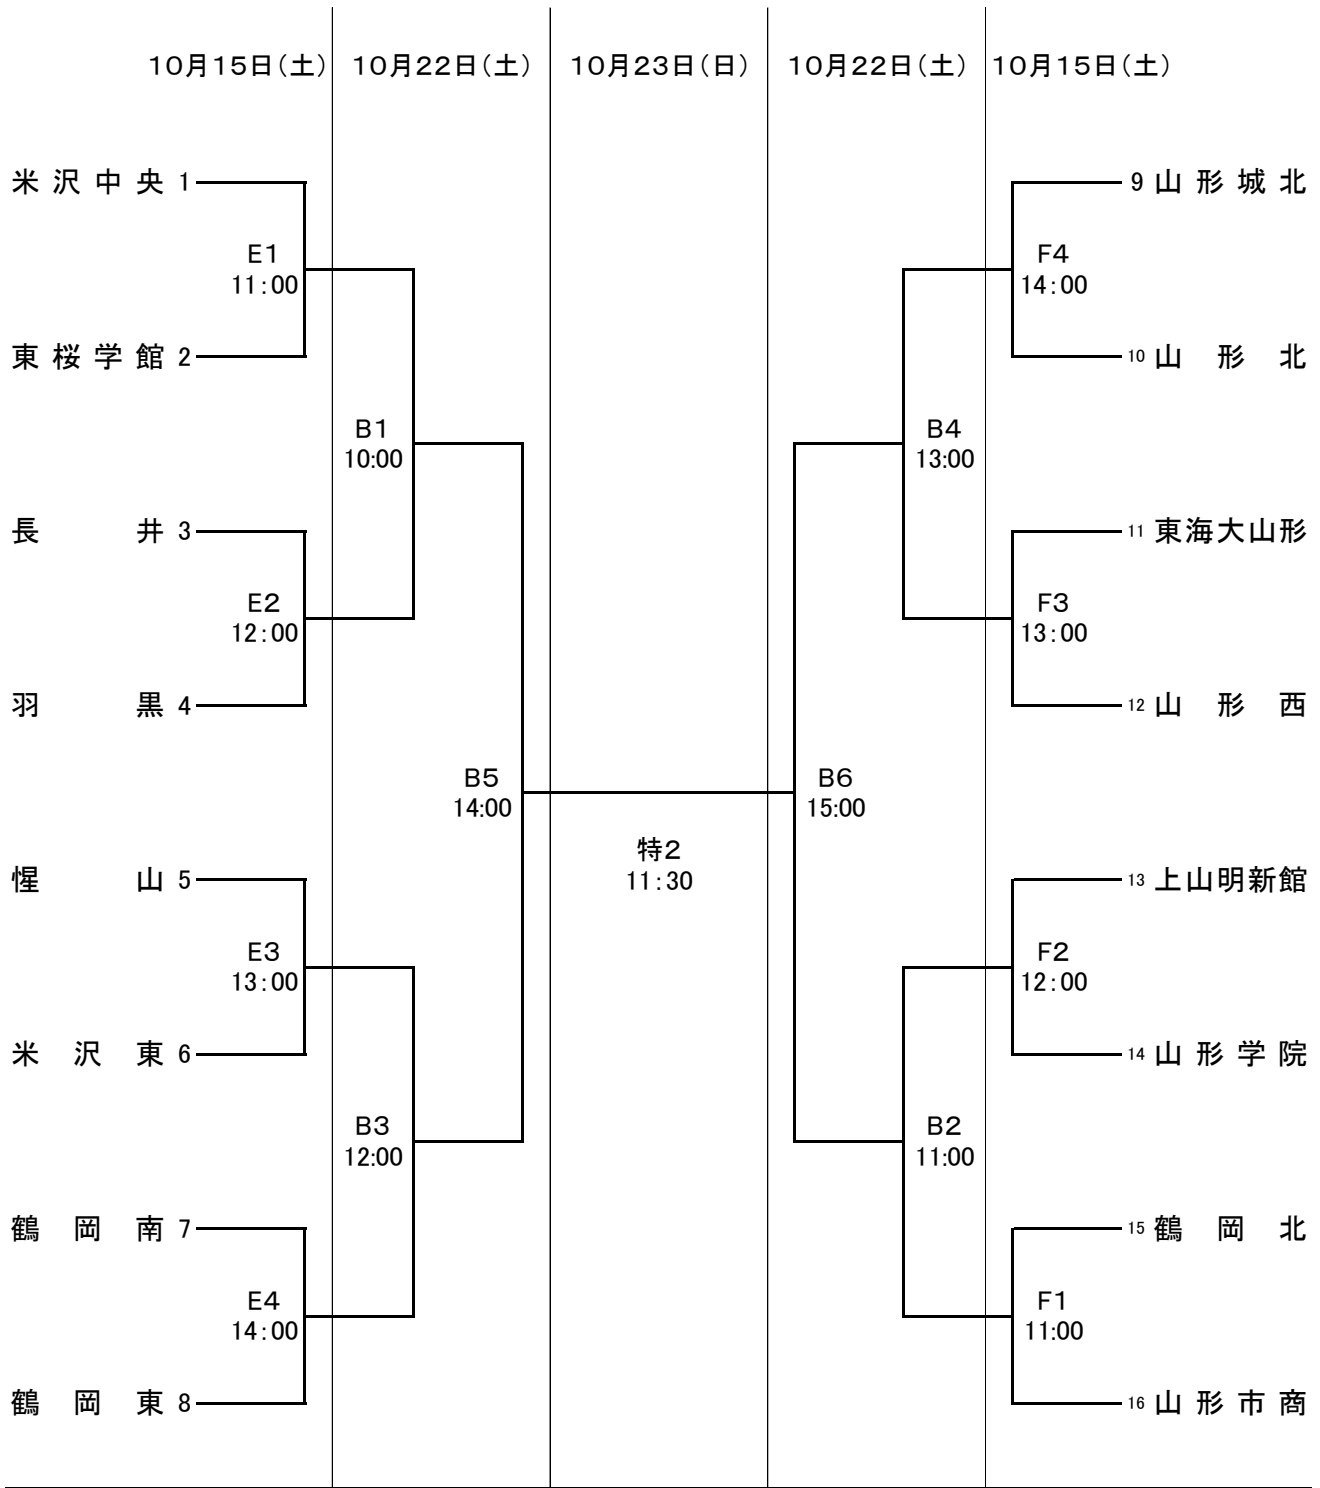 10月15日(土) 10月22日(土) 10月23日(日) 10月22日(土) 10月15日(土)
米沢中央 1
9 山形城北
E1
11:00
F4
14:00
東桜学館 2
10 山形北
B1
10:00
B4
13:00
長井 3
11 東海大山形
E2
12:00
F3
13:00
羽黒 4
12 山形西
B5
14:00
B6
15:00
特2
11:30
惺山 5
13 上山明新館
E3
13:00
F2
12:00
米沢東 6
14 山形学院
B3
12:00
B2
11:00
鶴岡南 7
15 鶴岡北
E4
14:00
F1
11:00
鶴岡東 8
16 山形市商